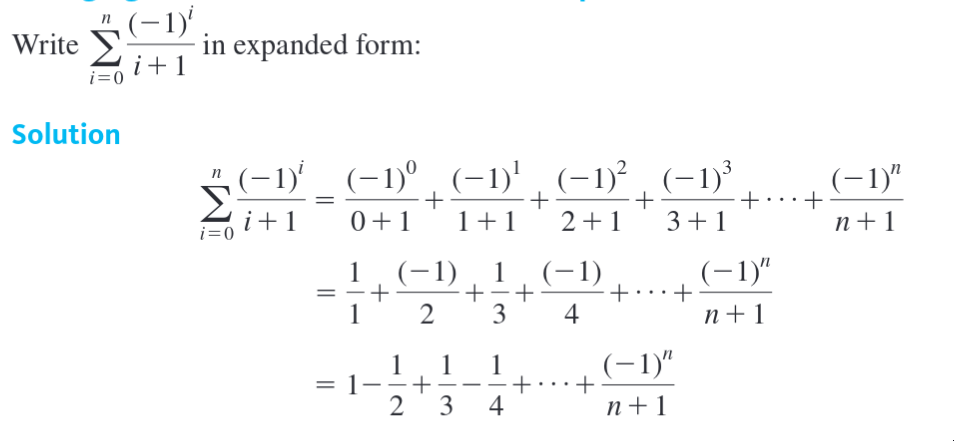 Write $\sum_{i=0}^{n} \frac{(-1)^i}{i+1}$ in expanded form:
Solution
$\sum_{i=0}^{n} \frac{(-1)^i}{i+1} = \frac{(-1)^0}{0+1} + \frac{(-1)^1}{1+1} + \frac{(-1)^2}{2+1} + \frac{(-1)^3}{3+1} + \cdots + \frac{(-1)^n}{n+1}$
$= \frac{1}{1} + \frac{(-1)}{2} + \frac{1}{3} + \frac{(-1)}{4} + \cdots + \frac{(-1)^n}{n+1}$
$= 1 - \frac{1}{2} + \frac{1}{3} - \frac{1}{4} + \cdots + \frac{(-1)^n}{n+1}$